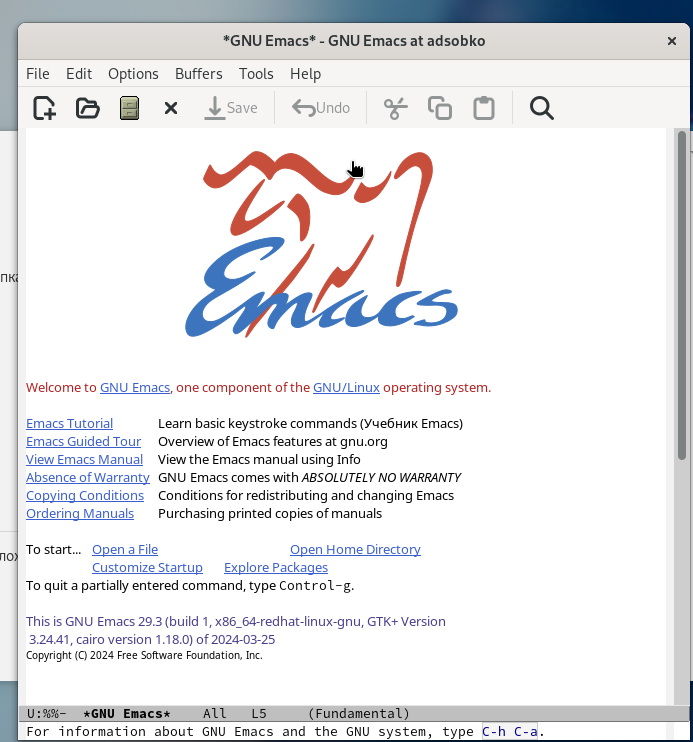 *GNU Emacs* - GNU Emacs at adsobko
File Edit Options Buffers Tools Help
Save Undo
Emacs
Welcome to GNU Emacs, one component of the GNU/Linux operating system.
Emacs Tutorial Learn basic keystroke commands (Учебник Emacs)
Emacs Guided Tour Overview of Emacs features at gnu.org
View Emacs Manual View the Emacs manual using Info
Absence of Warranty GNU Emacs comes with ABSOLUTELY NO WARRANTY
Copying Conditions Conditions for redistributing and changing Emacs
Ordering Manuals Purchasing printed copies of manuals
To start... Open a File Open Home Directory
Customize Startup Explore Packages
To quit a partially entered command, type Control-g.
This is GNU Emacs 29.3 (build 1, x86_64-redhat-linux-gnu, GTK+ Version
3.24.41, cairo version 1.18.0) of 2024-03-25
Copyright (C) 2024 Free Software Foundation, Inc.
U:%%- *GNU Emacs* All L5 (Fundamental)
For information about GNU Emacs and the GNU system, type C-h C-a.